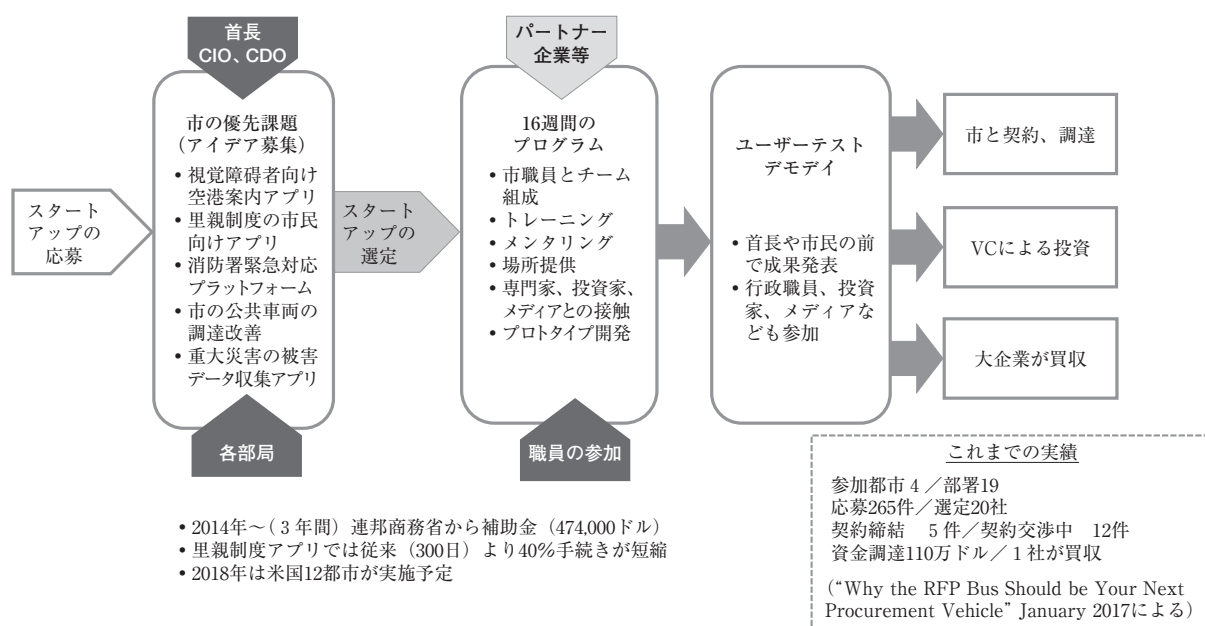 首長
CIO、CDO
パートナー
企業等
スタート
アップの
応募
市の優先課題
(アイデア募集)
• 視覚障碍者向け
空港案内アプリ
• 里親制度の市民
向けアプリ
• 消防署緊急対応
プラットフォーム
• 市の公共車両の
調達改善
• 重大災害の被害
データ収集アプリ
各部局
スタート
アップの
選定
16週間の
プログラム
• 市職員とチーム
組成
• トレーニング
• メンタリング
• 場所提供
• 専門家、投資家、
メディアとの接触
• プロトタイプ開発
職員の参加
ユーザーテスト
デモデイ
• 首長や市民の前
で成果発表
• 行政職員、投資
家、メディアな
ども参加
市と契約、調達
VCによる投資
大企業が買収
• 2014年〜(3年間)連邦商務省から補助金(474,000ドル)
• 里親制度アプリでは従来(300日)より40%手続きが短縮
• 2018年は米国12都市が実施予定
これまでの実績
参加都市4/部署19
応募265件/選定20社
契約締結 5件/契約交渉中 12件
資金調達110万ドル/1社が買収
(“Why the RFP Bus Should be Your Next
Procurement Vehicle” January 2017による)